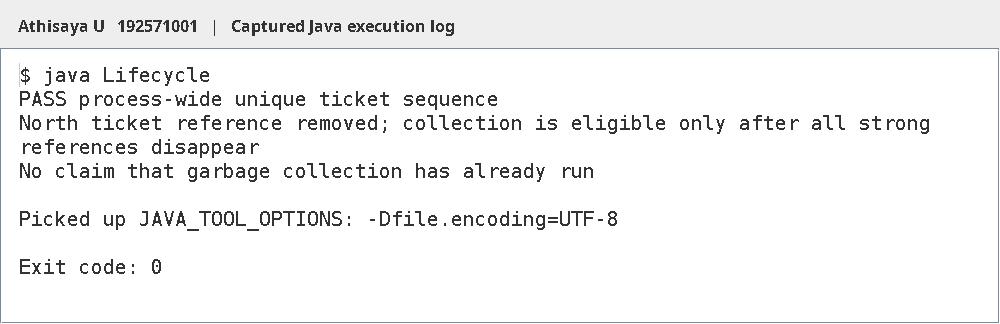 Athisaya U 192571001 | Captured Java execution log
$ java Lifecycle
PASS process-wide unique ticket sequence
North ticket reference removed; collection is eligible only after all strong
references disappear
No claim that garbage collection has already run
Picked up JAVA_TOOL_OPTIONS: -Dfile.encoding=UTF-8
Exit code: 0